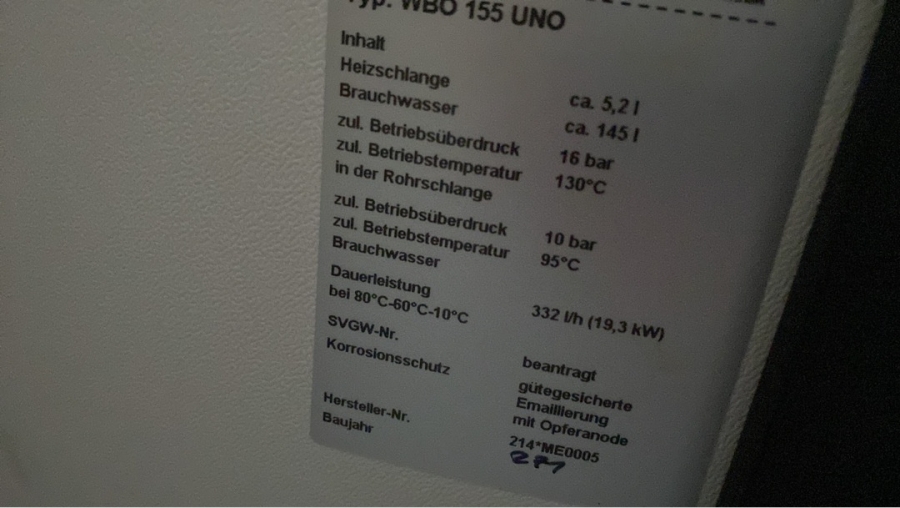 Typ: WBO 155 UNO
Inhalt
Heizschlange ca. 5,2 l
Brauchwasser ca. 145 l
zul. Betriebsüberdruck 16 bar
zul. Betriebstemperatur 130°C
in der Rohrschlange
zul. Betriebsüberdruck 10 bar
zul. Betriebstemperatur 95°C
Brauchwasser
Dauerleistung
bei 80°C-60°C-10°C 332 l/h (19,3 kW)
SVGW-Nr. beantragt
Korrosionsschutz gütegesicherte
Emaillierung
mit Opferanode
Hersteller-Nr. 214*ME0005
Baujahr